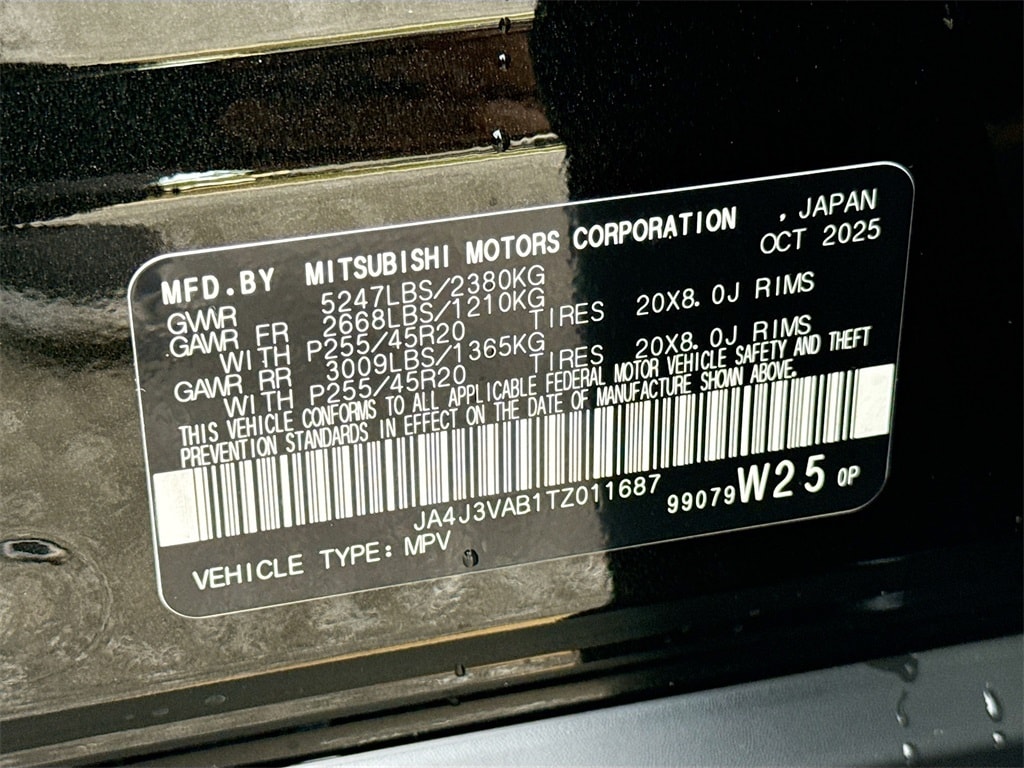 MFD.BY MITSUBISHI MOTORS CORPORATION , JAPAN
GVWR 5247LBS/2380KG OCT 2025
GAWR FR 2668LBS/1210KG
WITH P255/45R20 TIRES 20X8.0J RIMS
GAWR RR 3009LBS/1365KG
WITH P255/45R20 TIRES 20X8.0J RIMS
THIS VEHICLE CONFORMS TO ALL APPLICABLE FEDERAL MOTOR VEHICLE SAFETY AND THEFT
PREVENTION STANDARDS IN EFFECT ON THE DATE OF MANUFACTURE SHOWN ABOVE.
JA4J3VAB1TZ011687 99079W25 0P
VEHICLE TYPE: MPV